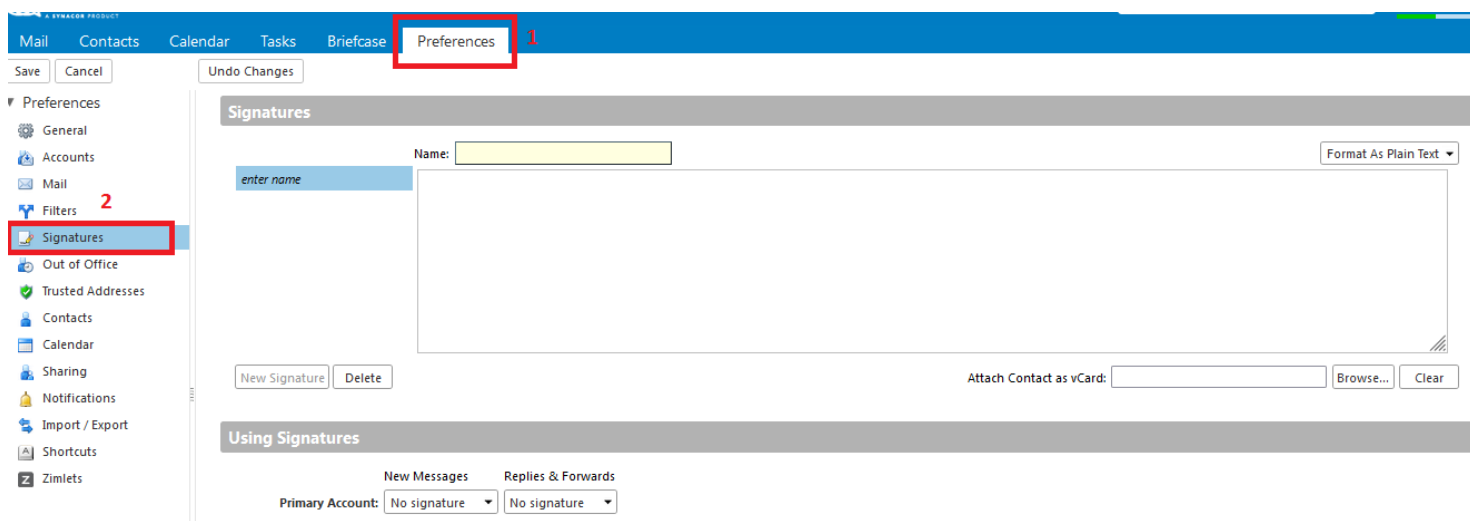 A SYNACOR PRODUCT
Mail Contacts Calendar Tasks Briefcase Preferences 1
Save Cancel Undo Changes
Preferences
General
Accounts
Mail
Filters
2
Signatures
Out of Office
Trusted Addresses
Contacts
Calendar
Sharing
Notifications
Import / Export
Shortcuts
Zimlets
Signatures
Name: Format As Plain Text
enter name
New Signature Delete Attach Contact as vCard: Browse... Clear
Using Signatures
New Messages Replies & Forwards
Primary Account: No signature No signature